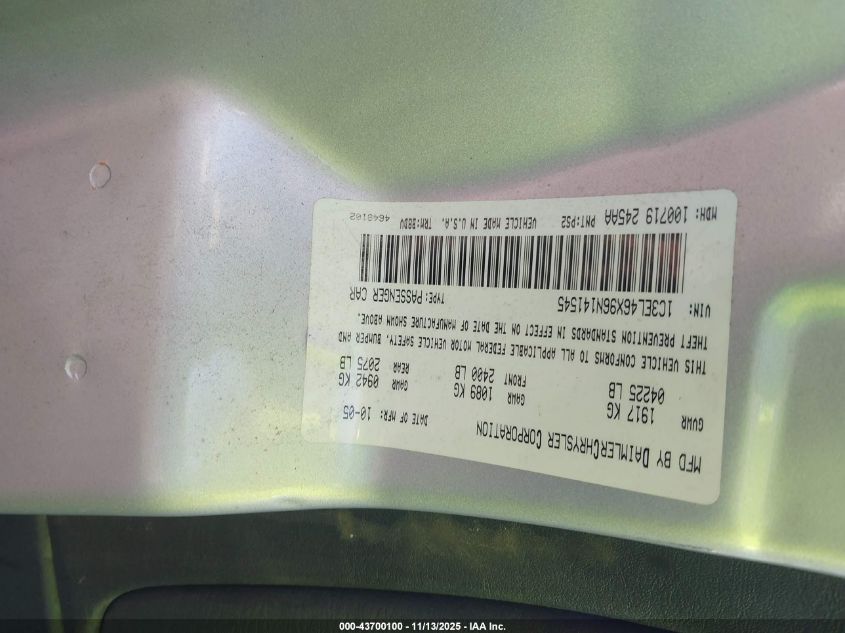 MFD BY DAIMLERCHRYSLER CORPORATION
DATE OF MFR: 10-05
GVWR 1917 KG GAWR 1089 KG GAWR 0942 KG
04225 LB FRONT 2400 LB REAR 2075 LB
THIS VEHICLE CONFORMS TO ALL APPLICABLE FEDERAL MOTOR VEHICLE SAFETY, BUMPER AND
THEFT PREVENTION STANDARDS IN EFFECT ON THE DATE OF MANUFACTURE SHOWN ABOVE.
VIN: 1C3EL46X96N141545 TYPE: PASSENGER CAR
MDH: 100719 245AA PNT:PS2 VEHICLE MADE IN U.S.A. TRM:BBDV 4648102
000-43700100 - 11/13/2025 - IAA Inc.